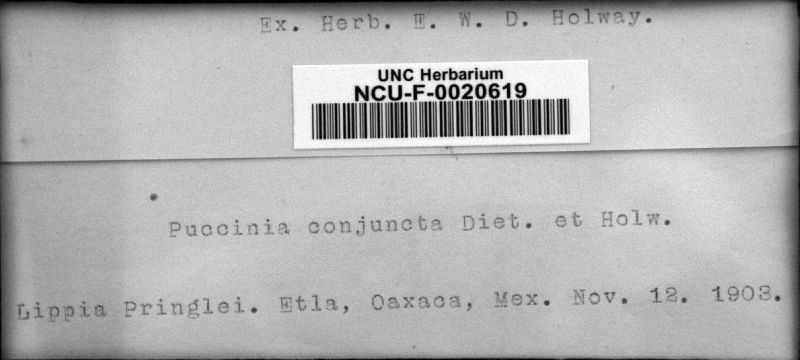 Ex. Herb. E. W. D. Holway.
UNC Herbarium
NCU-F-0020619
Puccinia conjuncta Diet. et Holw.
Lippia Pringlei. Etla, Oaxaca, Mex. Nov. 12. 1903.